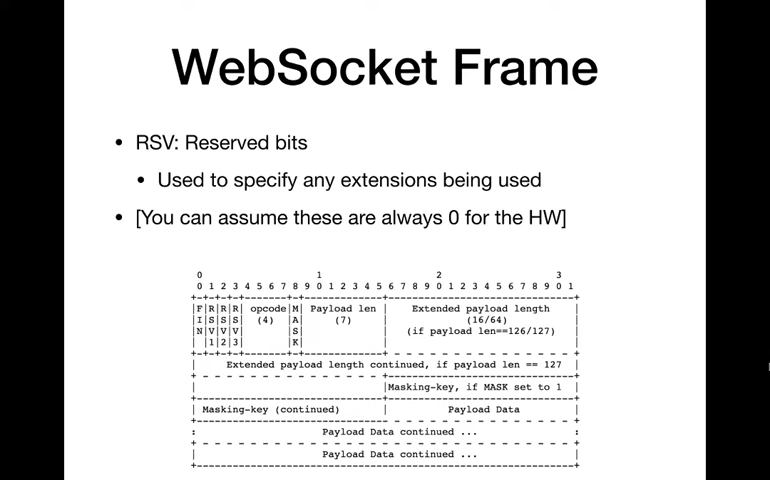 WebSocket Frame
• RSV: Reserved bits
• Used to specify any extensions being used
• [You can assume these are always 0 for the HW]
 0                   1                   2                   3
 0 1 2 3 4 5 6 7 8 9 0 1 2 3 4 5 6 7 8 9 0 1 2 3 4 5 6 7 8 9 0 1
+-+-+-+-+-------+-+-------------+-------------------------------+
|F|R|R|R| opcode|M| Payload len |    Extended payload length    |
|I|S|S|S|  (4)  |A|     (7)     |             (16/64)           |
|N|V|V|V|       |S|             |   (if payload len==126/127)   |
| |1|2|3|       |K|             |                               |
+-+-+-+-+-------+-+-------------+ - - - - - - - - - - - - - - - +
|     Extended payload length continued, if payload len == 127  |
+ - - - - - - - - - - - - - - - +-------------------------------+
|                               |Masking-key, if MASK set to 1  |
+-------------------------------+-------------------------------+
| Masking-key (continued)       |          Payload Data         |
+-------------------------------- - - - - - - - - - - - - - - - +
:                     Payload Data continued ...                :
+ - - - - - - - - - - - - - - - - - - - - - - - - - - - - - - - +
|                     Payload Data continued ...                |
+---------------------------------------------------------------+